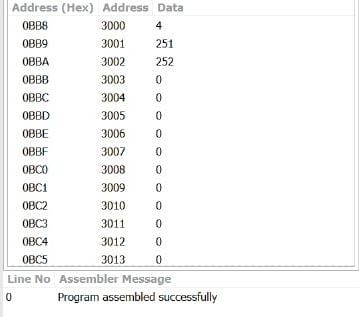 Address (Hex) Address Data
0BB8 3000 4
0BB9 3001 251
0BBA 3002 252
0BBB 3003 0
0BBC 3004 0
0BBD 3005 0
0BBE 3006 0
0BBF 3007 0
0BC0 3008 0
0BC1 3009 0
0BC2 3010 0
0BC3 3011 0
0BC4 3012 0
0BC5 3013 0
Line No Assembler Message
0 Program assembled successfully